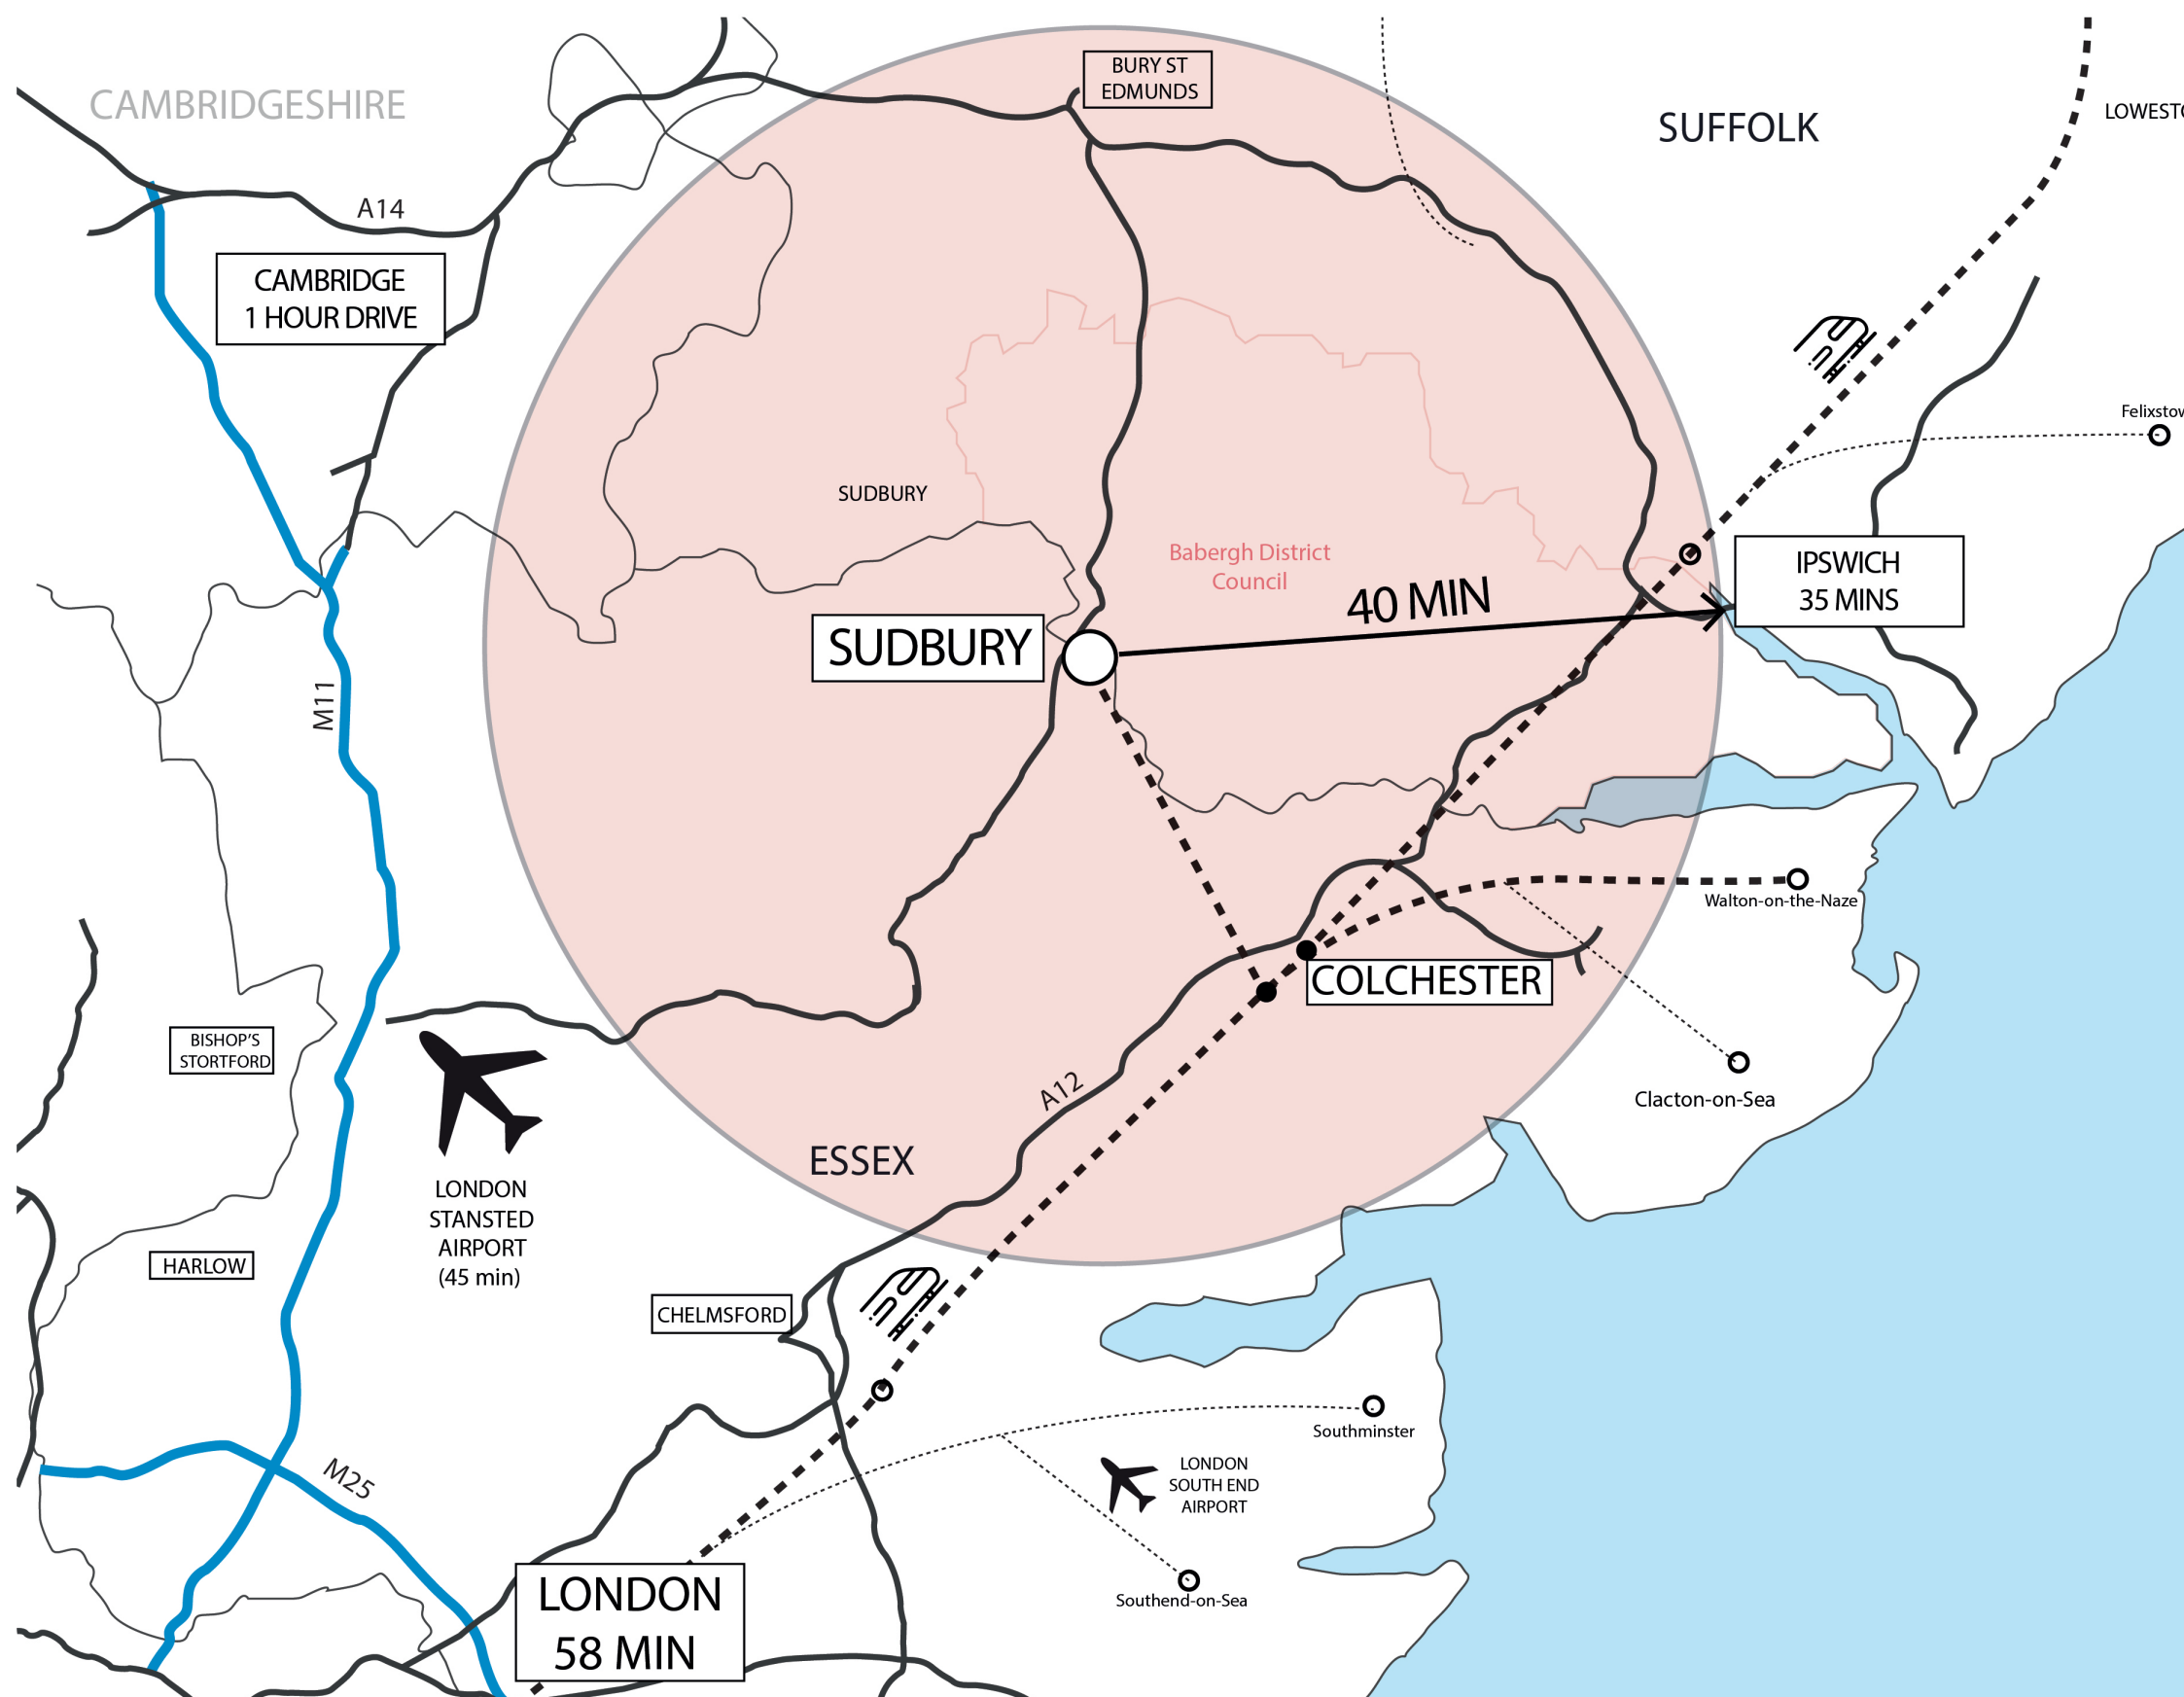 CAMBRIDGESHIRE
BURY ST
EDMUNDS
SUFFOLK
LOWESTO
A14
CAMBRIDGE
1 HOUR DRIVE
Felixstow
SUDBURY
Babergh District
Council
40 MIN
IPSWICH
35 MINS
SUDBURY
M11
Walton-on-the-Naze
COLCHESTER
BISHOP'S
STORTFORD
A12
Clacton-on-Sea
ESSEX
LONDON
STANSTED
AIRPORT
(45 min)
HARLOW
CHELMSFORD
Southminster
M25
LONDON
SOUTH END
AIRPORT
LONDON
58 MIN
Southend-on-Sea